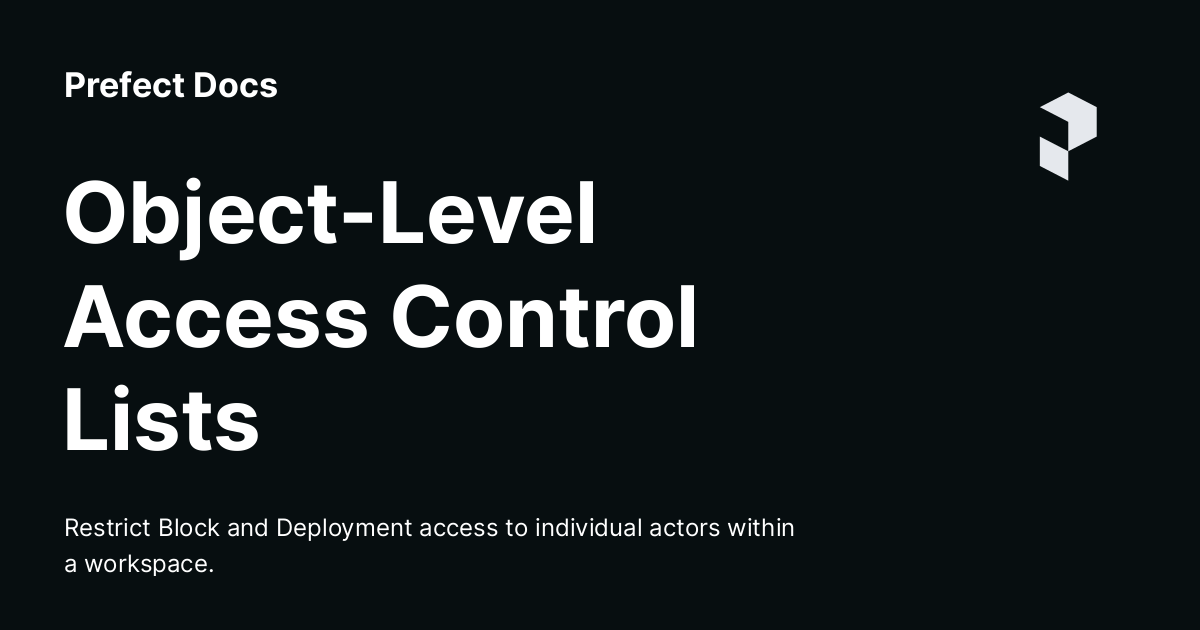 Prefect Docs
Object-Level
Access Control
Lists
Restrict Block and Deployment access to individual actors within
a workspace.